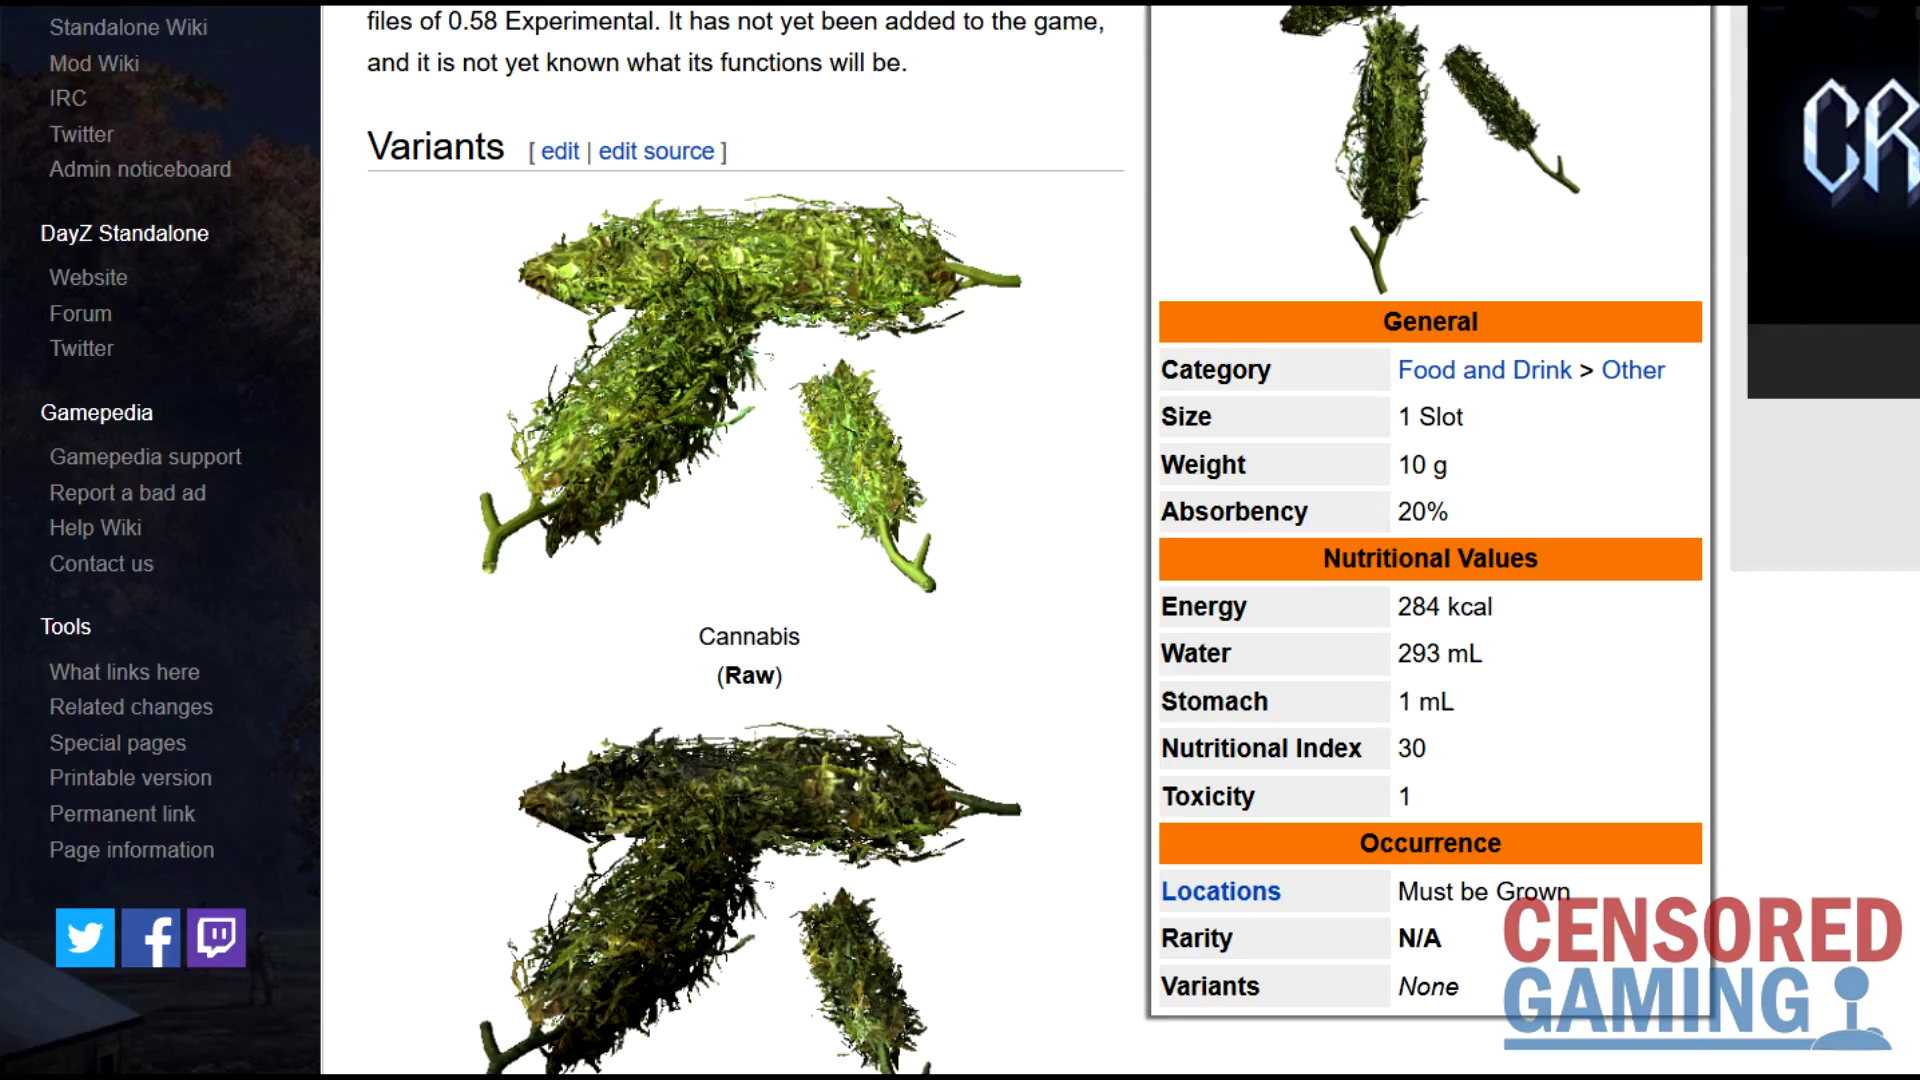 Standalone Wiki
Mod Wiki
IRC
Twitter
Admin noticeboard
DayZ Standalone
Website
Forum
Twitter
Gamepedia
Gamepedia support
Report a bad ad
Help Wiki
Contact us
Tools
What links here
Related changes
Special pages
Printable version
Permanent link
Page information
files of 0.58 Experimental. It has not yet been added to the game,
and it is not yet known what its functions will be.
Variants [ edit | edit source ]
Cannabis
(Raw)
General
Category Food and Drink > Other
Size 1 Slot
Weight 10 g
Absorbency 20%
Nutritional Values
Energy 284 kcal
Water 293 mL
Stomach 1 mL
Nutritional Index 30
Toxicity 1
Occurrence
Locations Must be Grown
Rarity N/A
Variants None
CR
CENSORED
GAMING